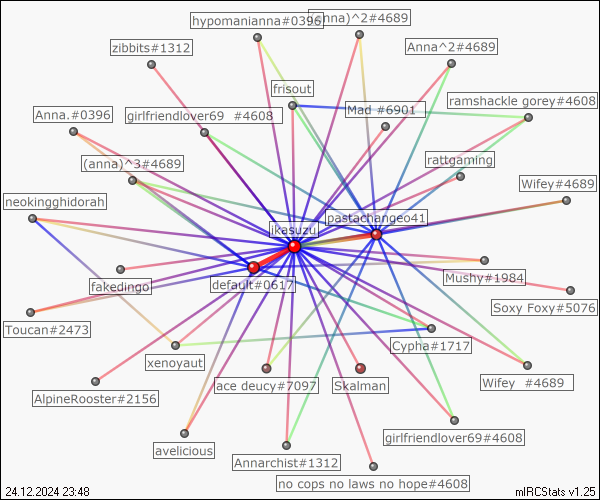 hypomanianna#0396
(anna)^2#4689
zibbits#1312
Anna^2#4689
frisout
ramshackle gorey#4608
Anna.#0396
girlfriendlover69 #4608
Mad #6901
(anna)^3#4689
rattgaming
Wifey#4689
neokingghidorah
pastachangeo41
ikasuzu
fakedingo
default#0617
Mushy#1984
Soxy Foxy#5076
Toucan#2473
Cypha#1717
xenoyaut
ace deucy#7097
Skalman
Wifey #4689
AlpineRooster#2156
avelicious
girlfriendlover69#4608
Annarchist#1312
no cops no laws no hope#4608
24.12.2024 23:48
mIRCStats v1.25